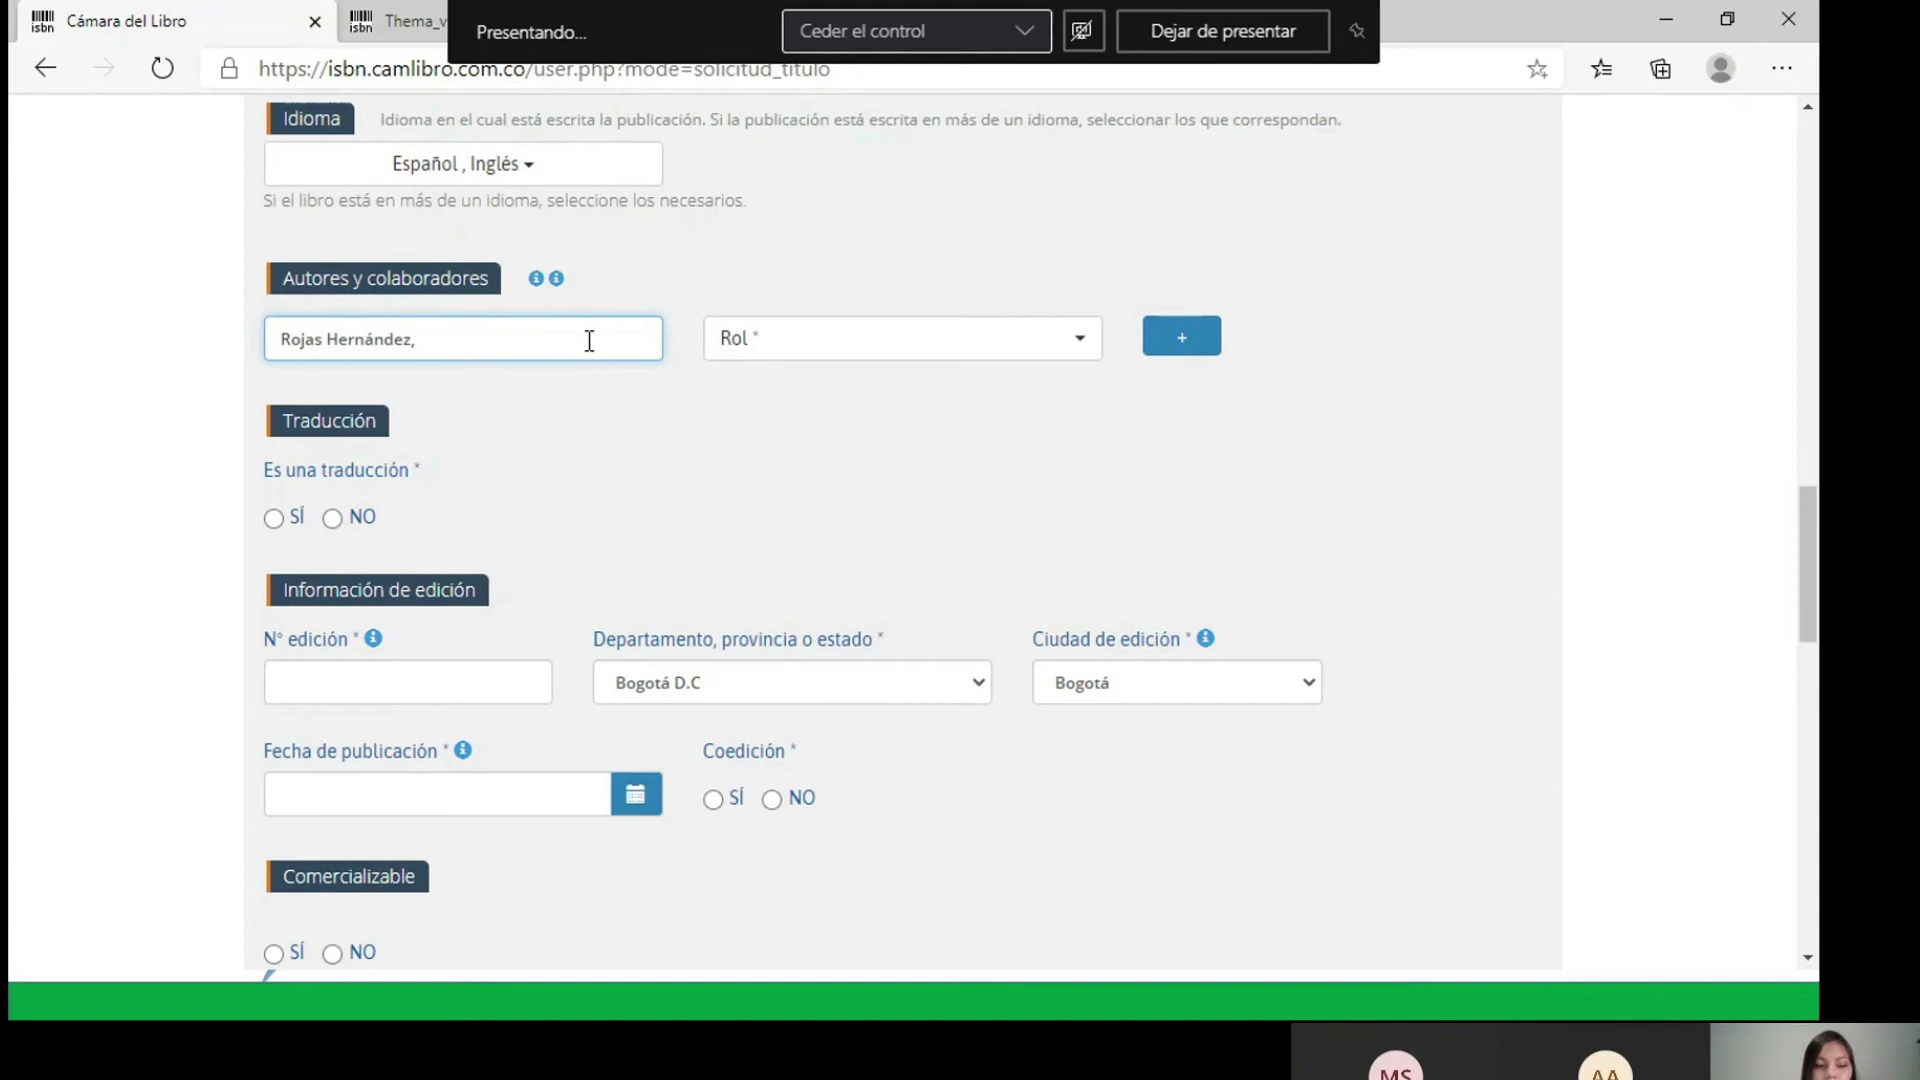 isbn
Cámara del Libro
isbn
Thema_v
Presentando...
Ceder el control
Dejar de presentar
https://isbn.camlibro.com.co/user.php?mode=solicitud_titulo
Idioma
Idioma en el cual está escrita la publicación. Si la publicación está escrita en más de un idioma, seleccionar los que correspondan.
Español , Inglés
Si el libro está en más de un idioma, seleccione los necesarios.
Autores y colaboradores
Rojas Hernández,
Rol *
+
Traducción
Es una traducción *
SÍ NO
Información de edición
N° edición *
Departamento, provincia o estado *
Ciudad de edición *
Bogotá D.C
Bogotá
Fecha de publicación *
Coedición *
SÍ NO
Comercializable
SÍ NO
MS
AA